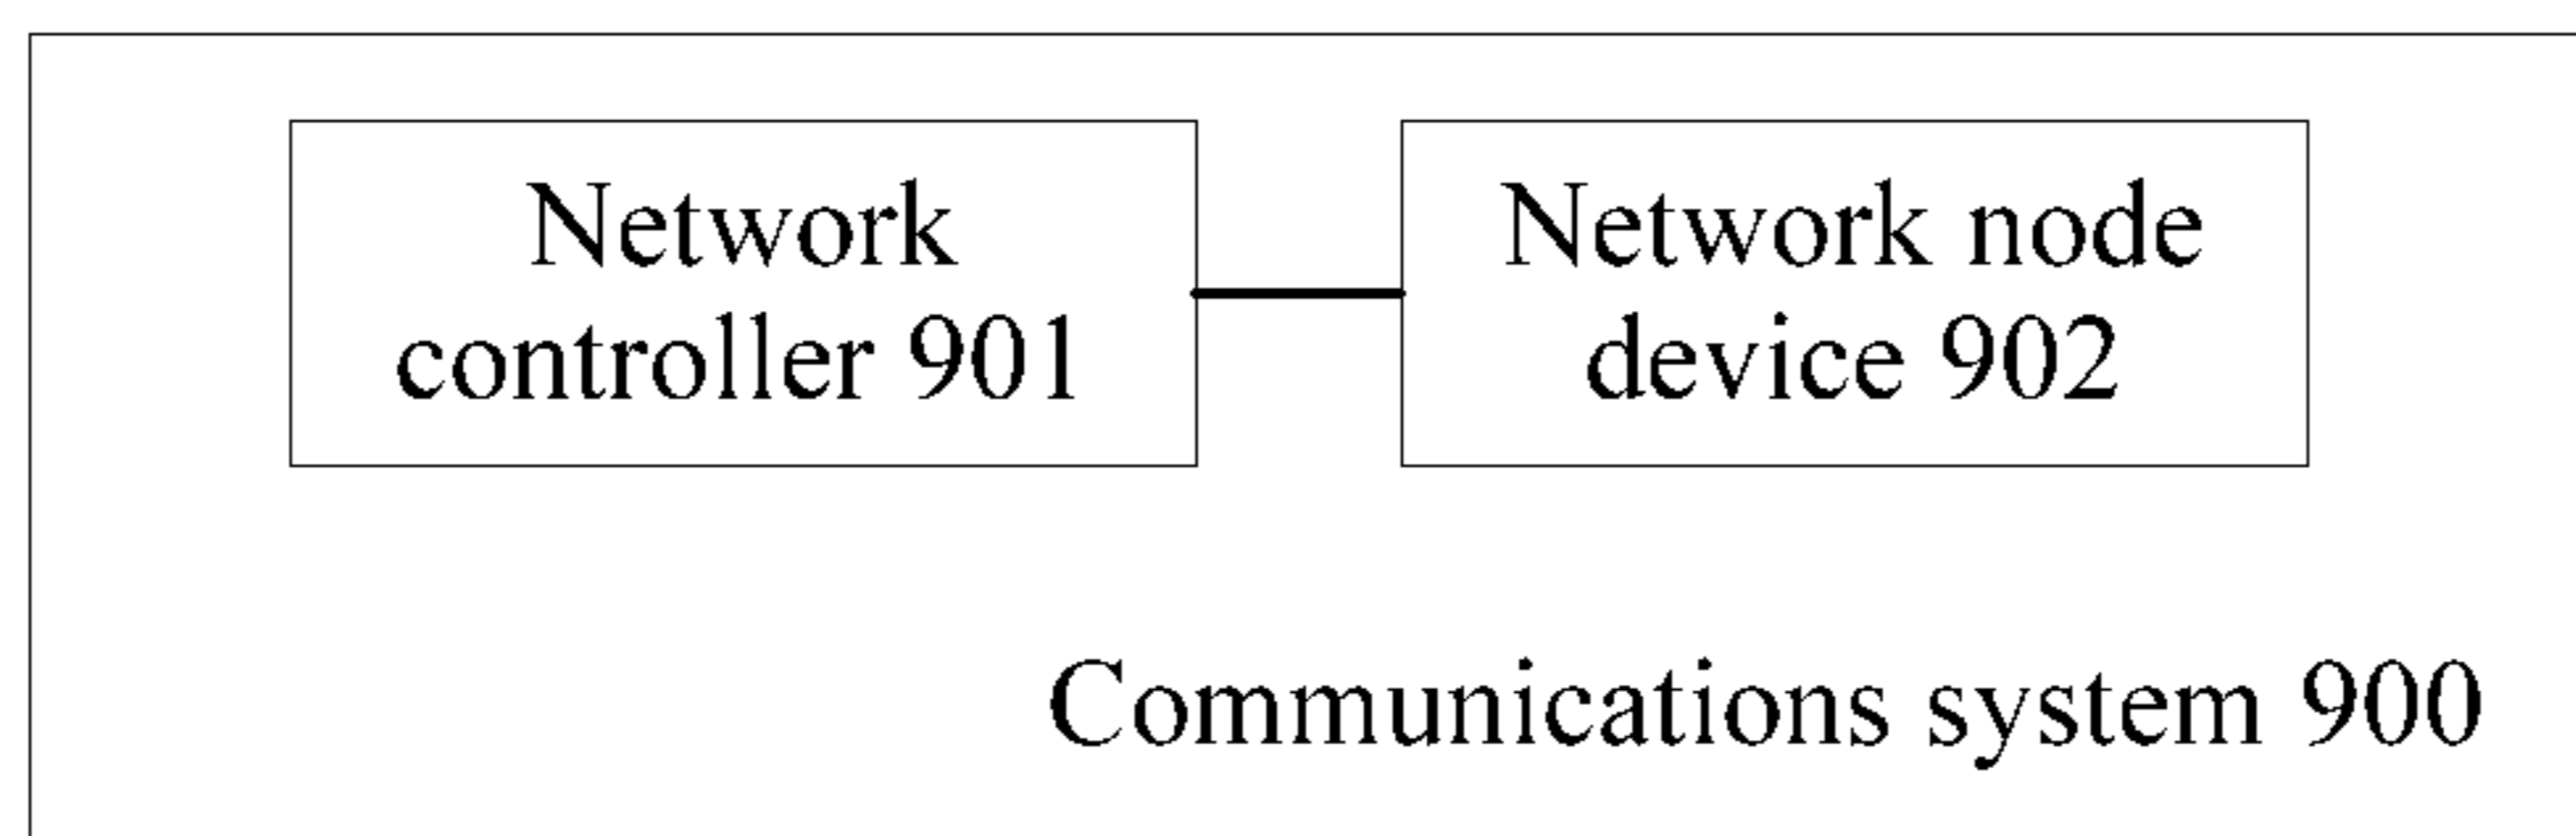 Network
controller 901
Network node
device 902
Communications system 900